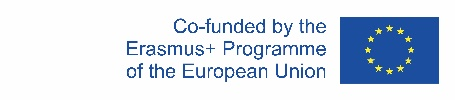 Co-funded by the
Erasmus+ Programme
of the European Union